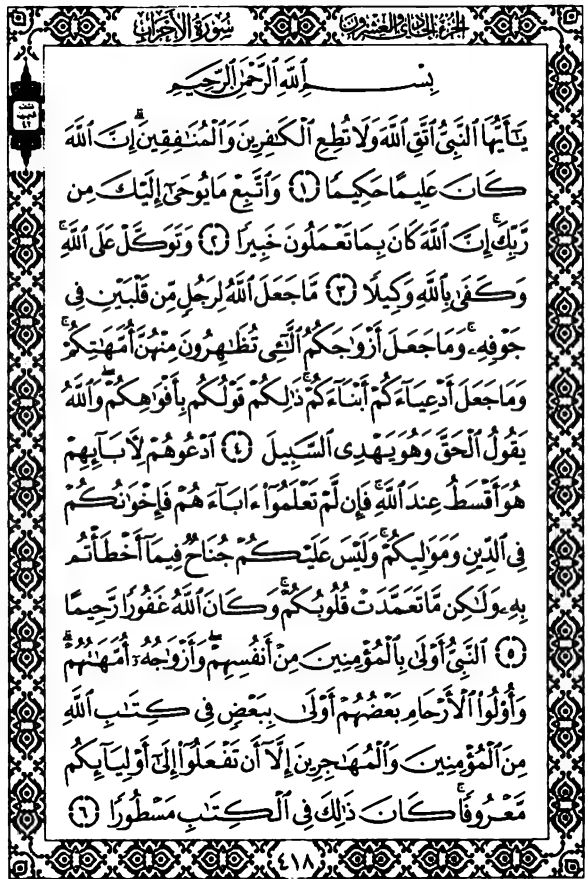 الجزء الحادي والعشرون سورة الأحزاب
بِسْمِ ٱللَّهِ ٱلرَّحْمَٰنِ ٱلرَّحِيمِ
يَٰٓأَيُّهَا ٱلنَّبِيُّ ٱتَّقِ ٱللَّهَ وَلَا تُطِعِ ٱلْكَٰفِرِينَ وَٱلْمُنَٰفِقِينَۗ إِنَّ ٱللَّهَ
كَانَ عَلِيمًا حَكِيمًا ١ وَٱتَّبِعْ مَا يُوحَىٰٓ إِلَيْكَ مِن
رَّبِّكَۚ إِنَّ ٱللَّهَ كَانَ بِمَا تَعْمَلُونَ خَبِيرًا ٢ وَتَوَكَّلْ عَلَى ٱللَّهِۚ
وَكَفَىٰ بِٱللَّهِ وَكِيلًا ٣ مَّا جَعَلَ ٱللَّهُ لِرَجُلٍ مِّن قَلْبَيْنِ فِى
جَوْفِهِۦۚ وَمَا جَعَلَ أَزْوَٰجَكُمُ ٱلَّٰٓـِٔى تُظَٰهِرُونَ مِنْهُنَّ أُمَّهَٰتِكُمْۚ
وَمَا جَعَلَ أَدْعِيَآءَكُمْ أَبْنَآءَكُمْۚ ذَٰلِكُمْ قَوْلُكُم بِأَفْوَٰهِكُمْۖ وَٱللَّهُ
يَقُولُ ٱلْحَقَّ وَهُوَ يَهْدِى ٱلسَّبِيلَ ٤ ٱدْعُوهُمْ لِءَابَآئِهِمْ
هُوَ أَقْسَطُ عِندَ ٱللَّهِۚ فَإِن لَّمْ تَعْلَمُوٓا۟ ءَابَآءَهُمْ فَإِخْوَٰنُكُمْ
فِى ٱلدِّينِ وَمَوَٰلِيكُمْۚ وَلَيْسَ عَلَيْكُمْ جُنَاحٌ فِيمَآ أَخْطَأْتُم
بِهِۦ وَلَٰكِن مَّا تَعَمَّدَتْ قُلُوبُكُمْۚ وَكَانَ ٱللَّهُ غَفُورًا رَّحِيمًا
٥ ٱلنَّبِيُّ أَوْلَىٰ بِٱلْمُؤْمِنِينَ مِنْ أَنفُسِهِمْۖ وَأَزْوَٰجُهُۥٓ أُمَّهَٰتُهُمْۗ
وَأُو۟لُوا۟ ٱلْأَرْحَامِ بَعْضُهُمْ أَوْلَىٰ بِبَعْضٍ فِى كِتَٰبِ ٱللَّهِ
مِنَ ٱلْمُؤْمِنِينَ وَٱلْمُهَٰجِرِينَ إِلَّآ أَن تَفْعَلُوٓا۟ إِلَىٰٓ أَوْلِيَآئِكُم
مَّعْرُوفًاۚ كَانَ ذَٰلِكَ فِى ٱلْكِتَٰبِ مَسْطُورًا ٦
٤١٨